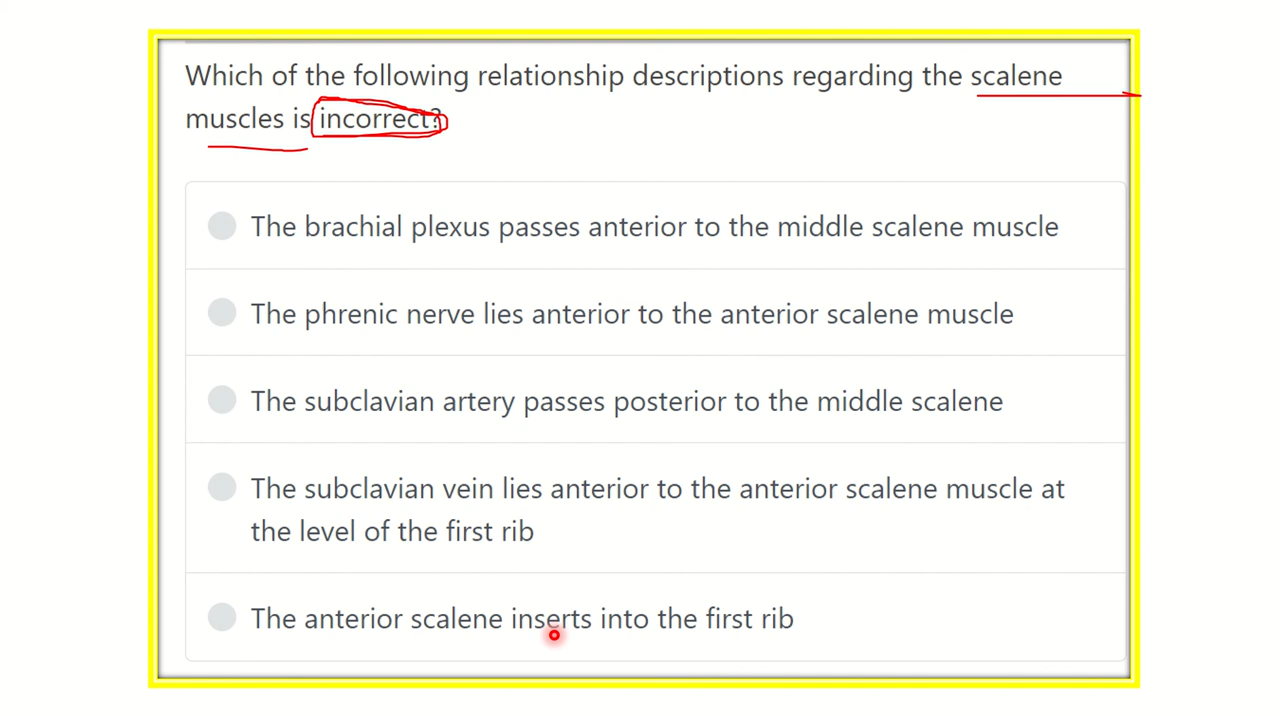 Which of the following relationship descriptions regarding the scalene
muscles is incorrect?
The brachial plexus passes anterior to the middle scalene muscle
The phrenic nerve lies anterior to the anterior scalene muscle
The subclavian artery passes posterior to the middle scalene
The subclavian vein lies anterior to the anterior scalene muscle at
the level of the first rib
The anterior scalene inserts into the first rib